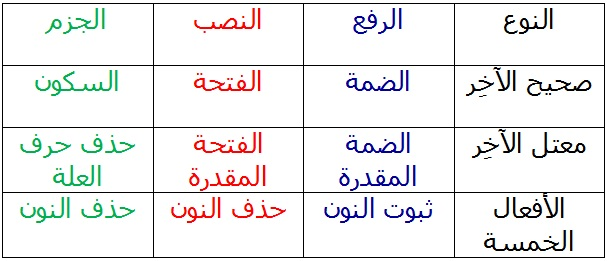 النوع الرفع النصب الجزم
صحيح الآخِر الضمة الفتحة السكون
معتل الآخِر الضمة المقدرة الفتحة المقدرة حذف حرف العلة
الأفعال الخمسة ثبوت النون حذف النون حذف النون